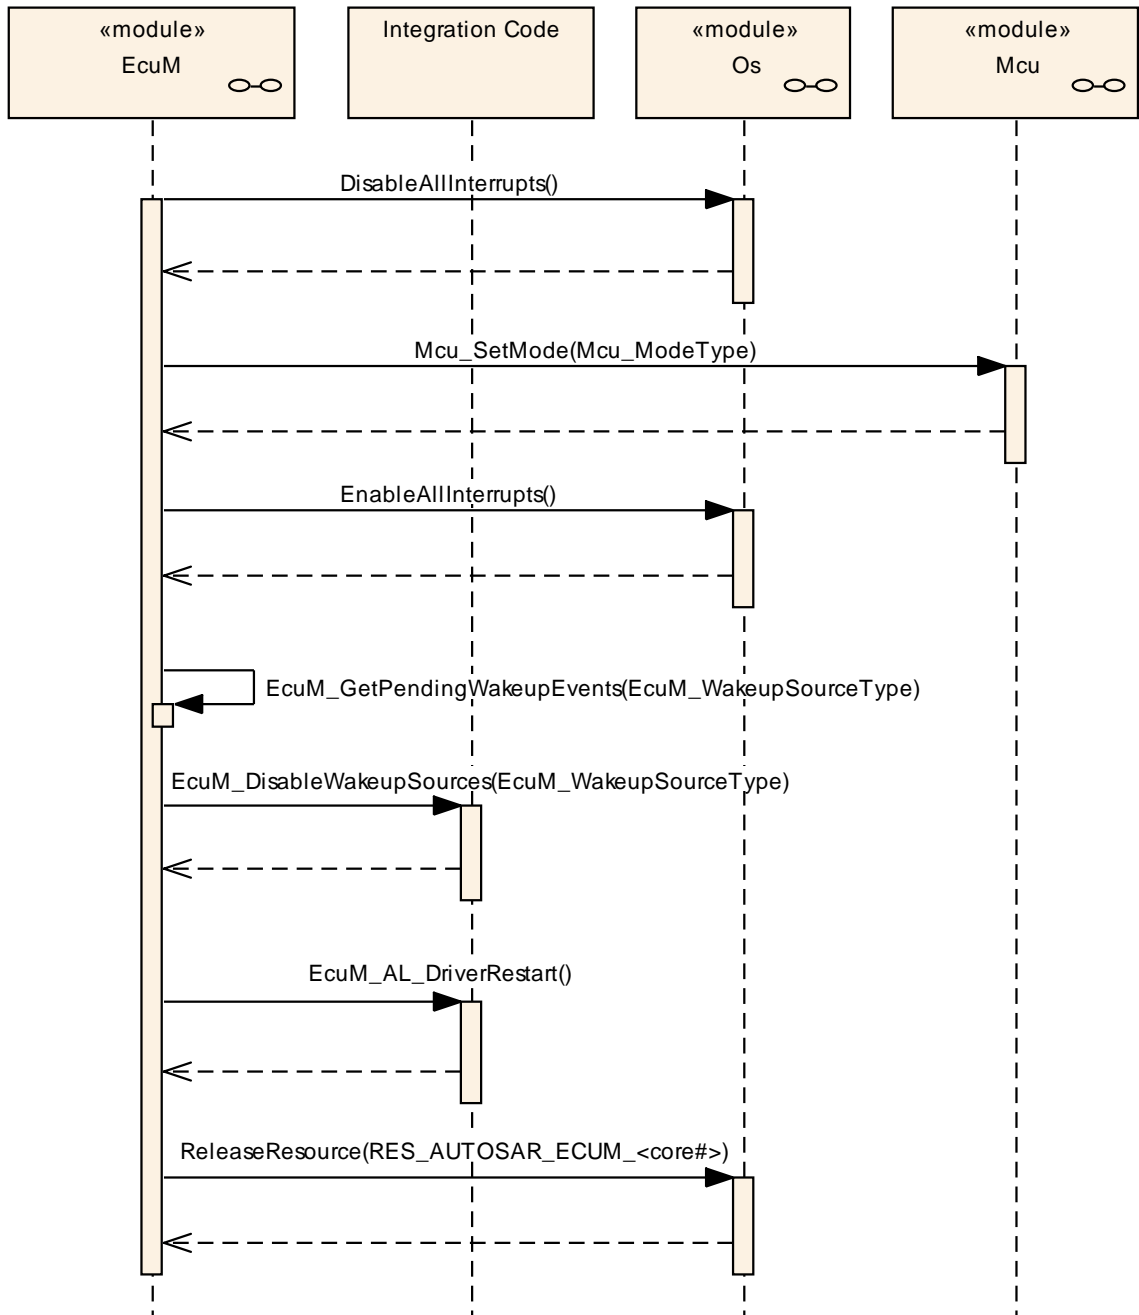 «module»
EcuM
Integration Code
«module»
Os
«module»
Mcu
DisableAllInterrupts()
Mcu_SetMode(Mcu_ModeType)
EnableAllInterrupts()
EcuM_GetPendingWakeupEvents(EcuM_WakeupSourceType)
EcuM_DisableWakeupSources(EcuM_WakeupSourceType)
EcuM_AL_DriverRestart()
ReleaseResource(RES_AUTOSAR_ECUM_<core#>)